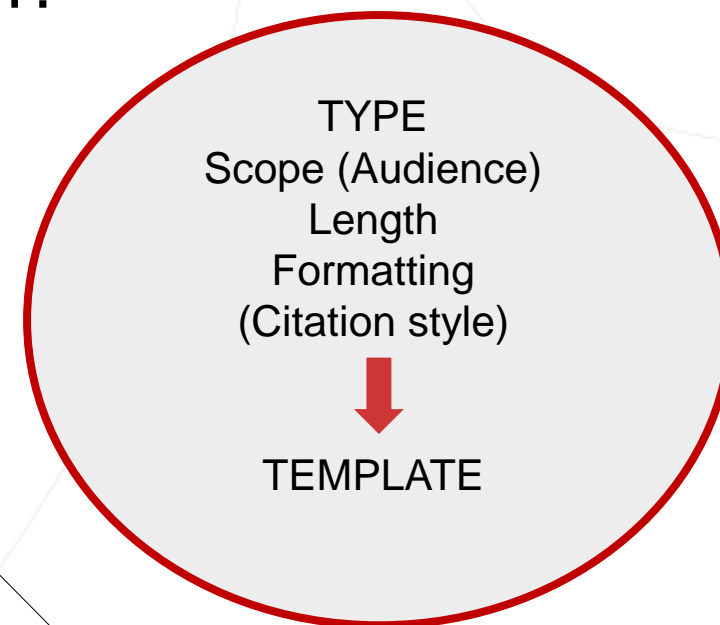 TYPE
Scope (Audience)
Length
Formatting
(Citation style)
TEMPLATE